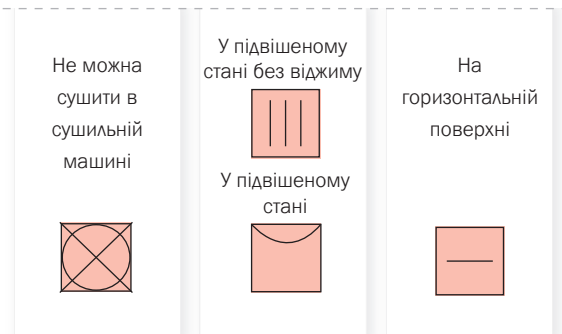 Не можна
сушити в
сушильній
машині
У підвішеному
стані без віджиму
У підвішеному
стані
На
горизонтальній
поверхні